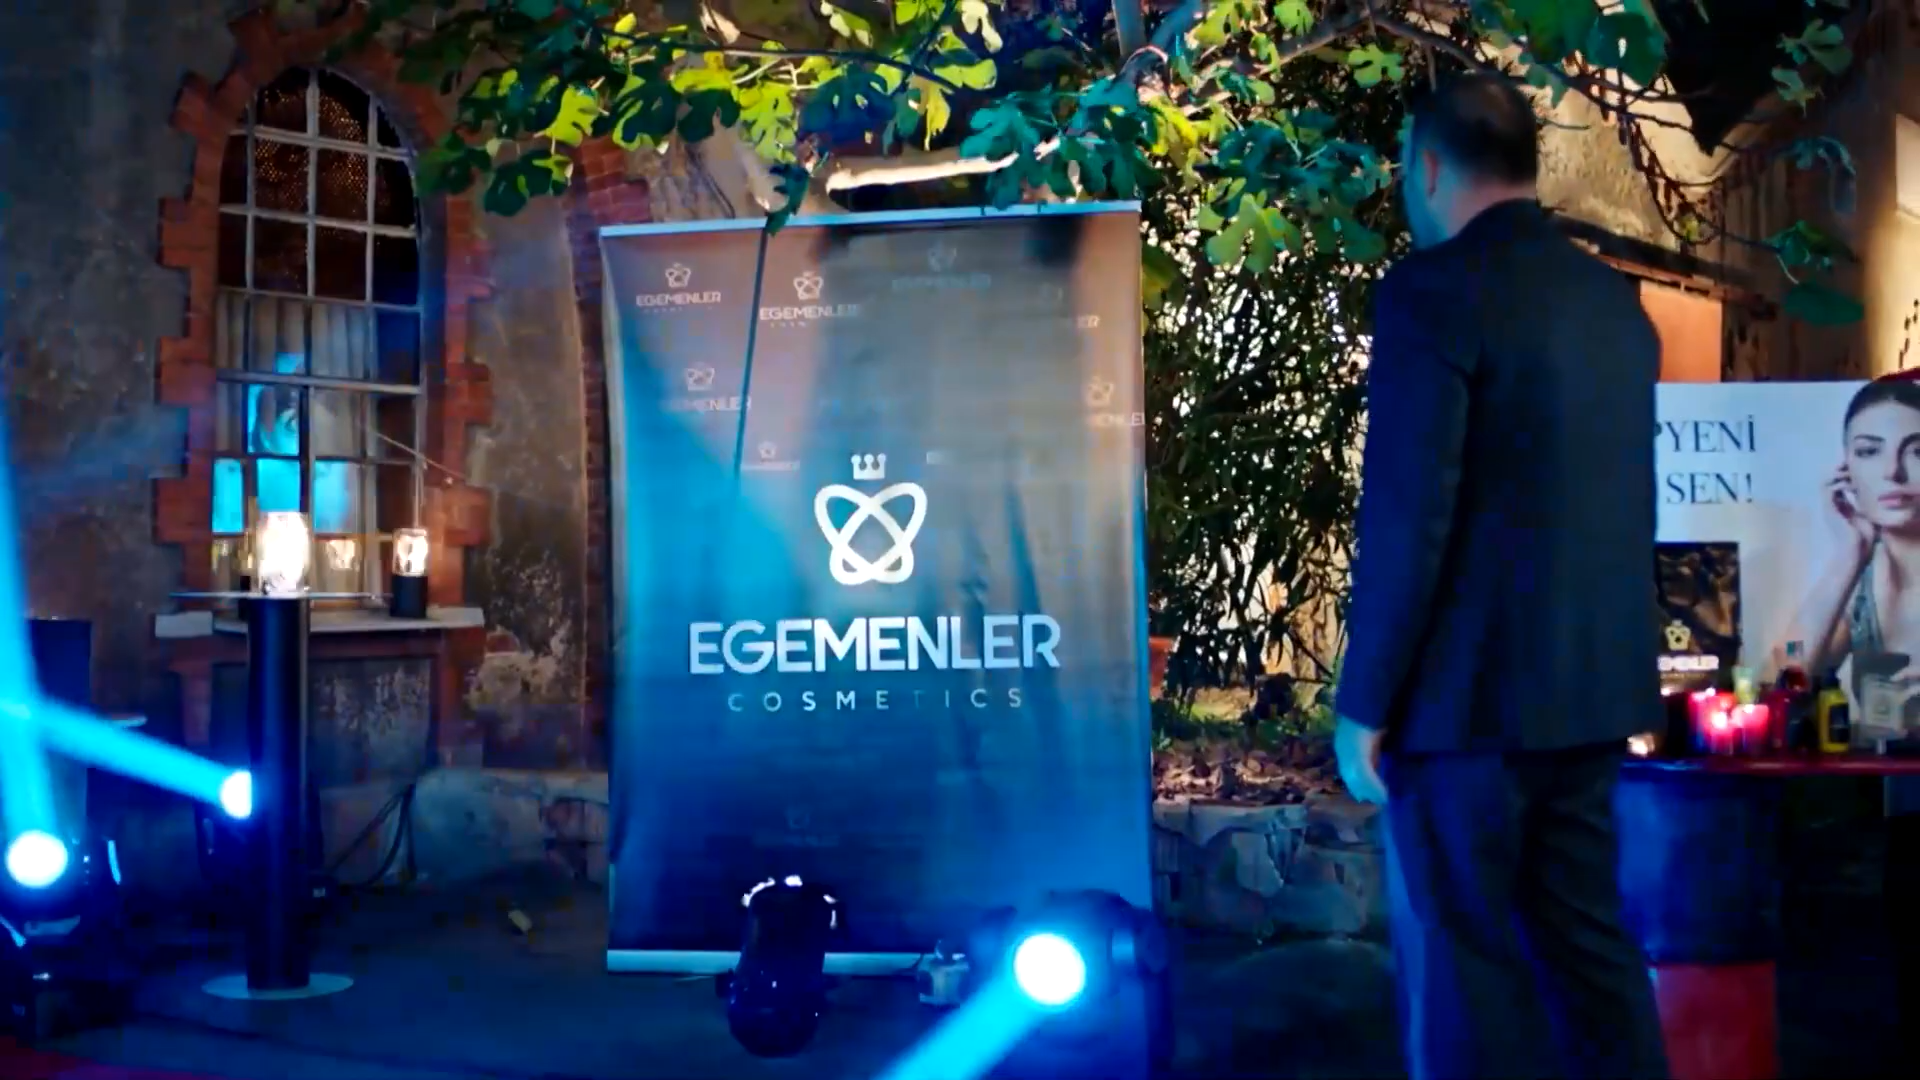 EGEMENLER
EGEMENLER
EGEMENLER
EGEMENLER
COSMETICS
YENİ
SEN!